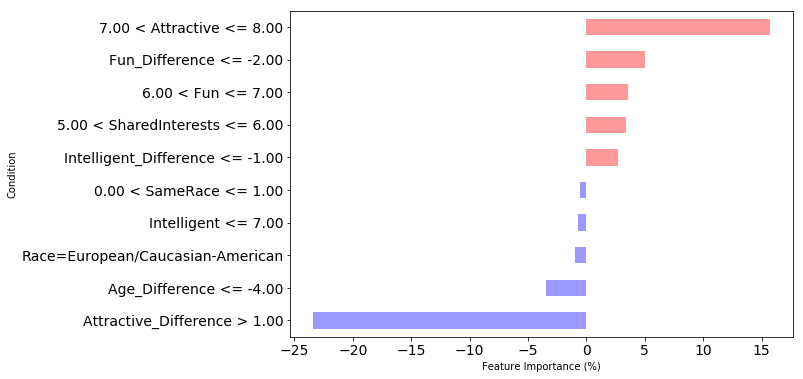 Condition
7.00 < Attractive <= 8.00
Fun_Difference <= -2.00
6.00 < Fun <= 7.00
5.00 < SharedInterests <= 6.00
Intelligent_Difference <= -1.00
0.00 < SameRace <= 1.00
Intelligent <= 7.00
Race=European/Caucasian-American
Age_Difference <= -4.00
Attractive_Difference > 1.00
−25 −20 −15 −10 −5 0 5 10 15
Feature Importance (%)